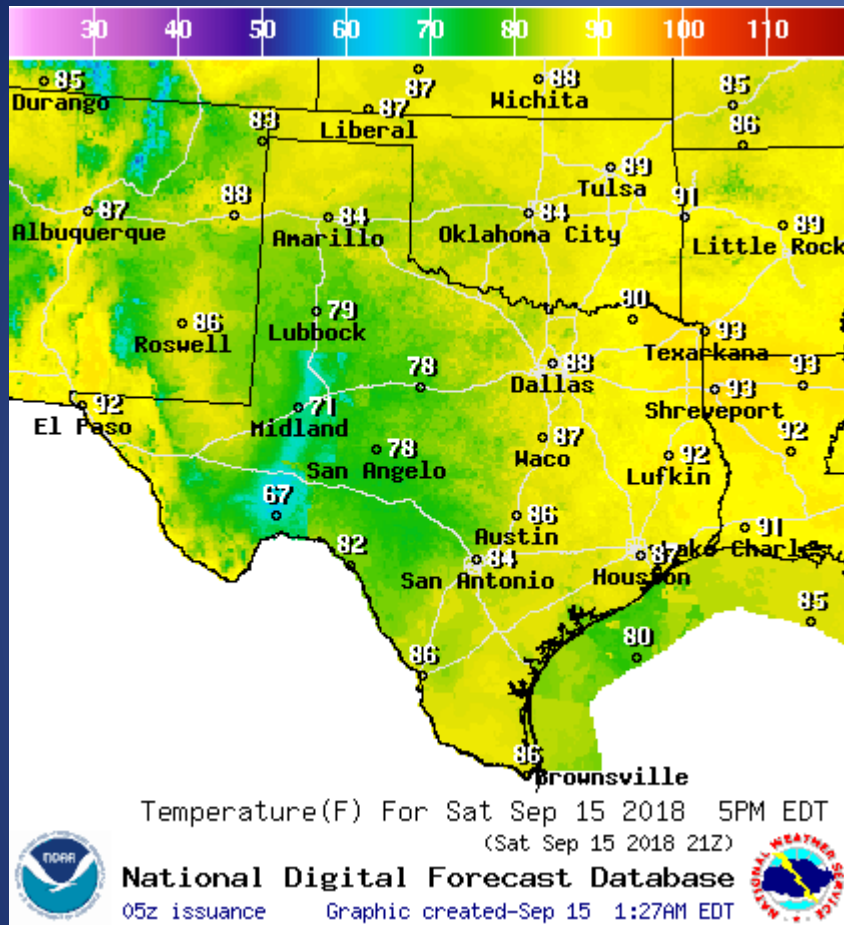 30 40 50 60 70 80 90 100 110
85
Durango
87
88
Wichita
85
87
Liberal
83
86
89
Tulsa
87
Albuquerque
88
84
Amarillo
84
Oklahoma City
91
89
Little Rock
79
Lubbock
86
Roswell
90
93
Texarkana
78
88
Dallas
93
Shreveport
93
92
El Paso
71
Midland
78
San Angelo
87
Waco
92
Lufkin
92
67
86
Austin
91
Lake Charles
82
84
San Antonio
87
Houston
85
80
86
86
Brownsville
Temperature(F) For Sat Sep 15 2018 5PM EDT
(Sat Sep 15 2018 21Z)
National Digital Forecast Database
05z issuance Graphic created-Sep 15 1:27AM EDT
NOAA
NATIONAL WEATHER SERVICE